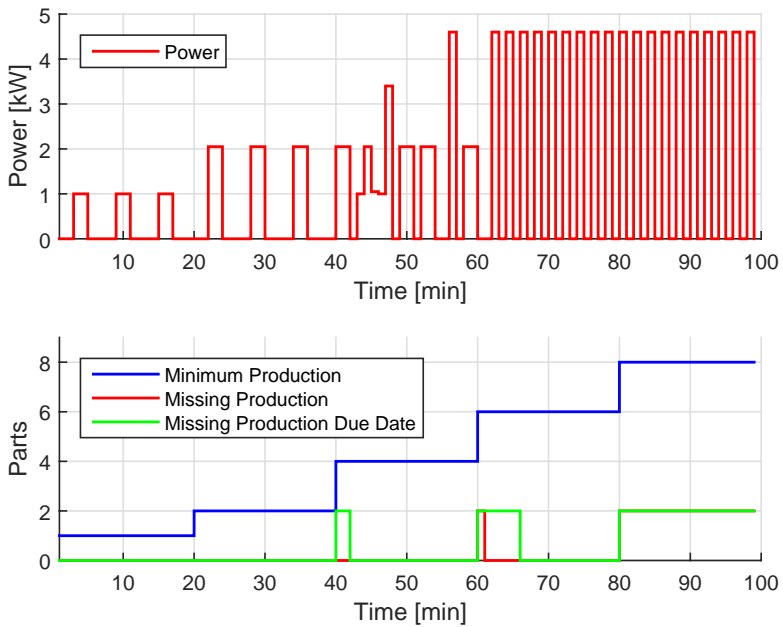 5
4
3
2
1
0
Power [kW]
Power
10 20 30 40 50 60 70 80 90 100
Time [min]
8
6
4
2
0
Parts
Minimum Production
Missing Production
Missing Production Due Date
10 20 30 40 50 60 70 80 90 100
Time [min]